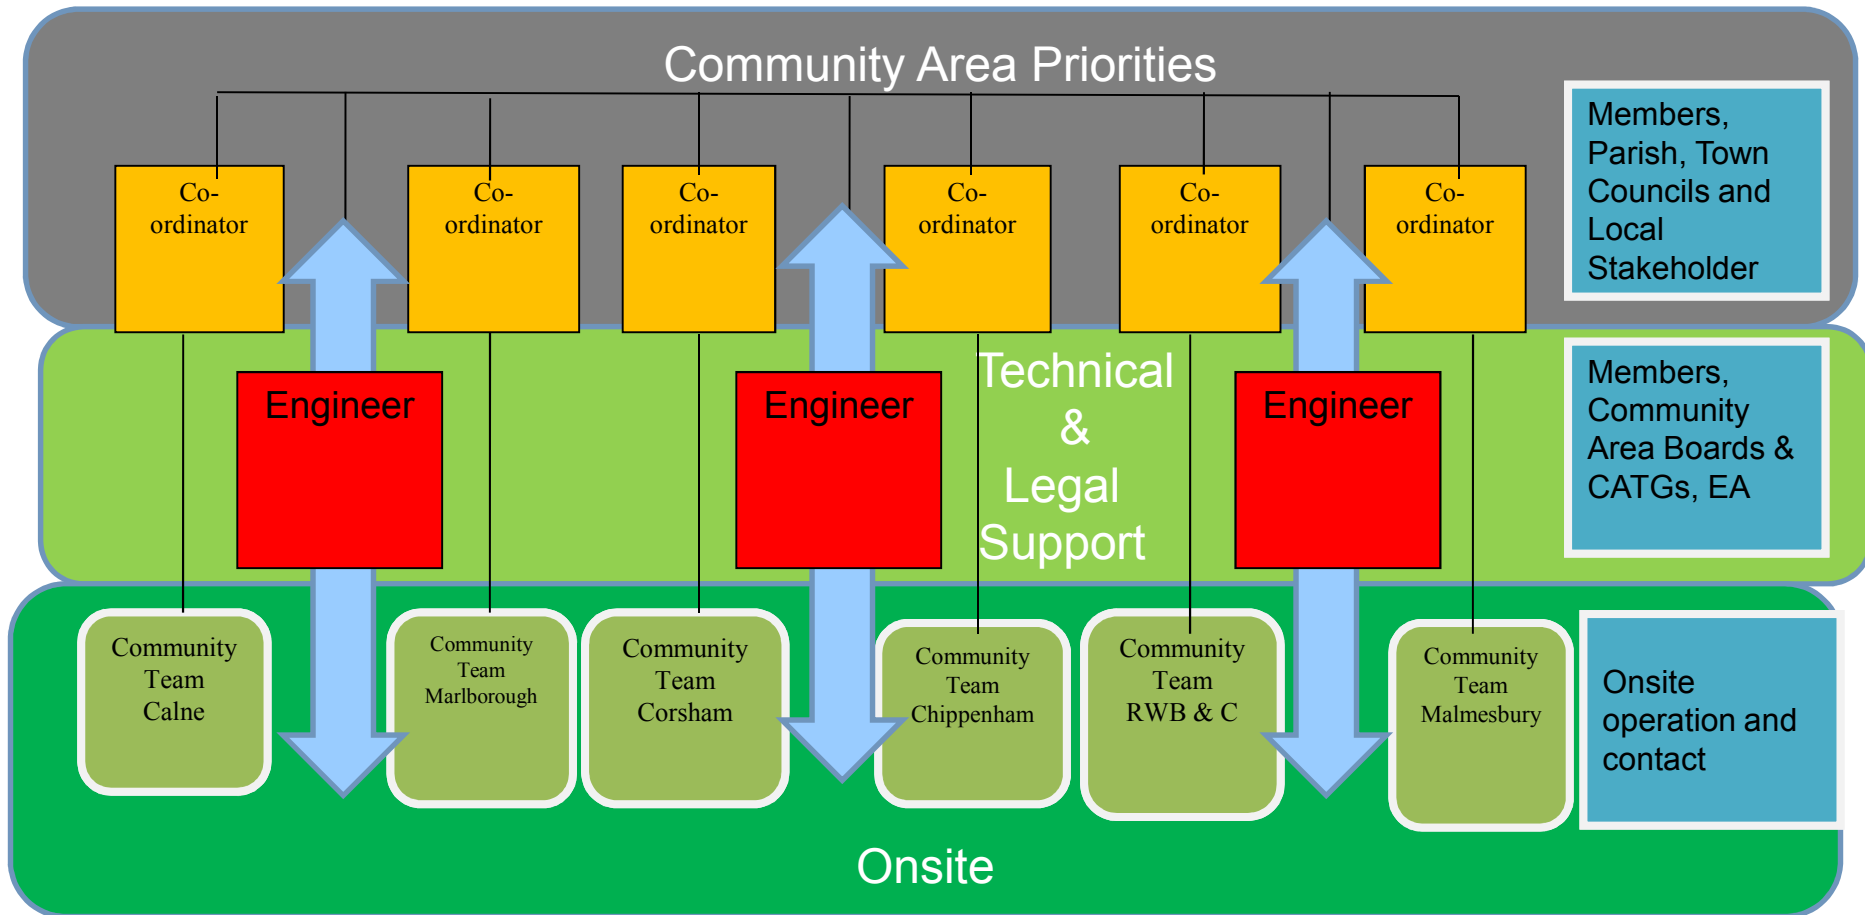 Community Area Priorities
Co-
ordinator
Co-
ordinator
Co-
ordinator
Co-
ordinator
Co-
ordinator
Co-
ordinator
Members,
Parish, Town
Councils and
Local
Stakeholder
Engineer
Engineer
Technical
&
Legal
Support
Engineer
Members,
Community
Area Boards &
CATGs, EA
Community
Team
Calne
Community
Team
Marlborough
Community
Team
Corsham
Community
Team
Chippenham
Community
Team
RWB & C
Community
Team
Malmesbury
Onsite
operation and
contact
Onsite